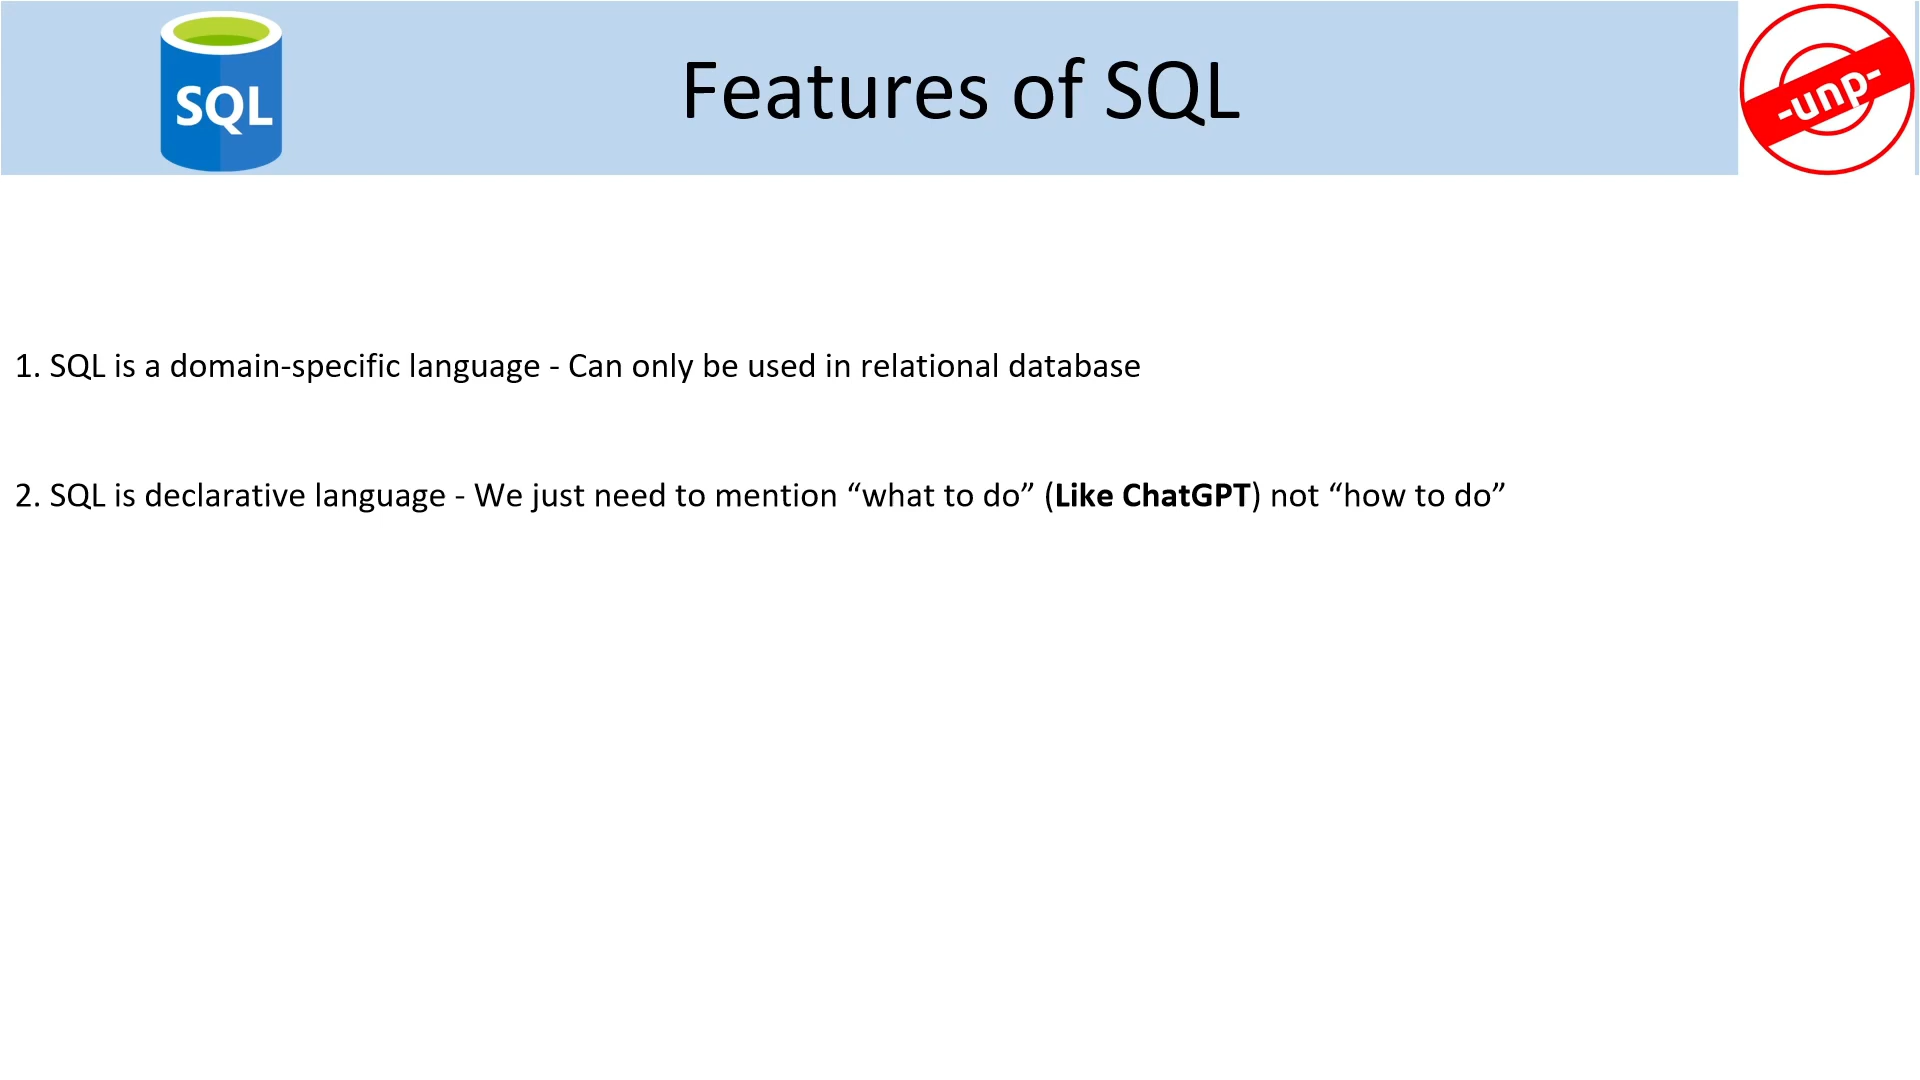 SQL
Features of SQL
-unp-
1. SQL is a domain-specific language - Can only be used in relational database
2. SQL is declarative language - We just need to mention “what to do” (Like ChatGPT) not “how to do”